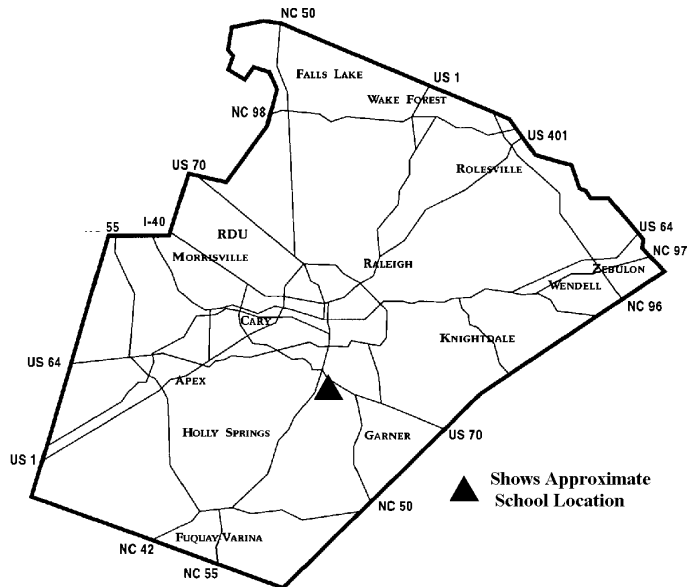 NC 50
FALLS LAKE
US 1
WAKE FOREST
NC 98
US 401
US 70
ROLESVILLE
55
I-40
RDU
US 64
MORRISVILLE
RALEIGH
NC 97
ZEBULON
WENDELL
NC 96
CARY
KNIGHTDALE
US 64
APEX
HOLLY SPRINGS
GARNER
US 70
US 1
Shows Approximate
School Location
NC 50
FUQUAY VARINA
NC 42
NC 55